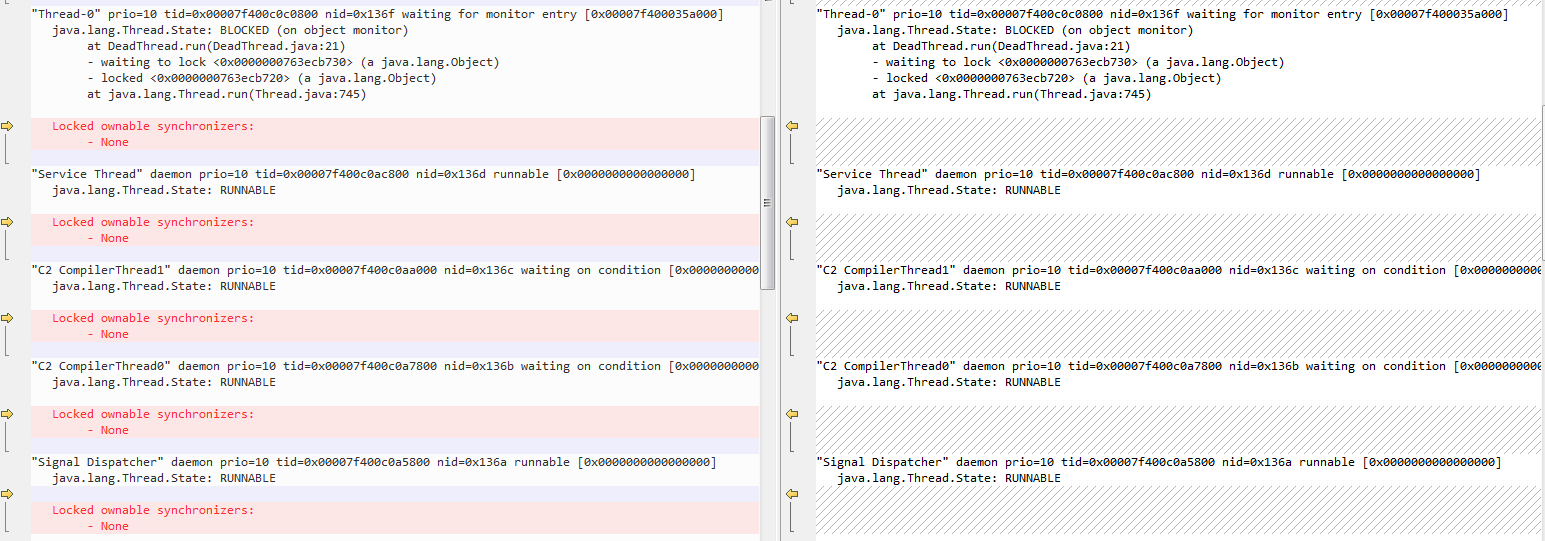 "Thread-0" prio=10 tid=0x00007f400c0c0800 nid=0x136f waiting for monitor entry [0x00007f400035a000]
java.lang.Thread.State: BLOCKED (on object monitor)
at DeadThread.run(DeadThread.java:21)
- waiting to lock <0x0000000763ecb730> (a java.lang.Object)
- locked <0x0000000763ecb720> (a java.lang.Object)
at java.lang.Thread.run(Thread.java:745)
Locked ownable synchronizers:
- None
"Service Thread" daemon prio=10 tid=0x00007f400c0ac800 nid=0x136d runnable [0x0000000000000000]
java.lang.Thread.State: RUNNABLE
Locked ownable synchronizers:
- None
"C2 CompilerThread1" daemon prio=10 tid=0x00007f400c0aa000 nid=0x136c waiting on condition [0x0000000000
java.lang.Thread.State: RUNNABLE
Locked ownable synchronizers:
- None
"C2 CompilerThread0" daemon prio=10 tid=0x00007f400c0a7800 nid=0x136b waiting on condition [0x0000000000
java.lang.Thread.State: RUNNABLE
Locked ownable synchronizers:
- None
"Signal Dispatcher" daemon prio=10 tid=0x00007f400c0a5800 nid=0x136a runnable [0x0000000000000000]
java.lang.Thread.State: RUNNABLE
Locked ownable synchronizers:
- None
"Thread-0" prio=10 tid=0x00007f400c0c0800 nid=0x136f waiting for monitor entry [0x00007f400035a000]
java.lang.Thread.State: BLOCKED (on object monitor)
at DeadThread.run(DeadThread.java:21)
- waiting to lock <0x0000000763ecb730> (a java.lang.Object)
- locked <0x0000000763ecb720> (a java.lang.Object)
at java.lang.Thread.run(Thread.java:745)
"Service Thread" daemon prio=10 tid=0x00007f400c0ac800 nid=0x136d runnable [0x0000000000000000]
java.lang.Thread.State: RUNNABLE
"C2 CompilerThread1" daemon prio=10 tid=0x00007f400c0aa000 nid=0x136c waiting on condition [0x0000000000
java.lang.Thread.State: RUNNABLE
"C2 CompilerThread0" daemon prio=10 tid=0x00007f400c0a7800 nid=0x136b waiting on condition [0x0000000000
java.lang.Thread.State: RUNNABLE
"Signal Dispatcher" daemon prio=10 tid=0x00007f400c0a5800 nid=0x136a runnable [0x0000000000000000]
java.lang.Thread.State: RUNNABLE